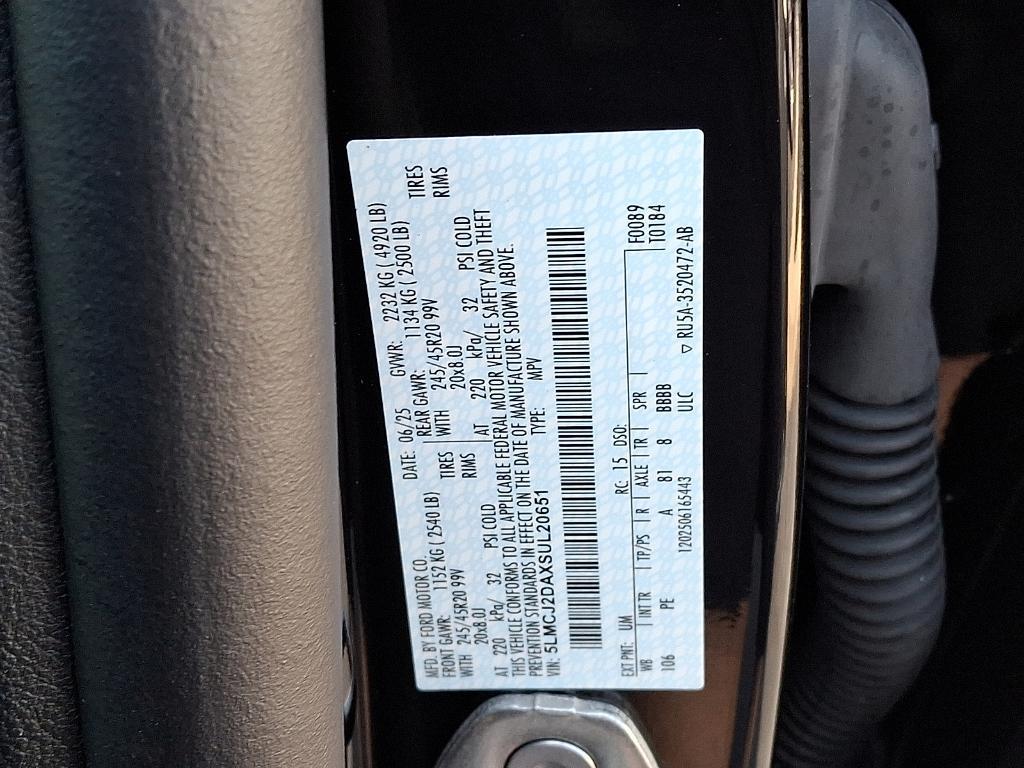 MFD. BY FORD MOTOR CO.
DATE: 06/25 GVWR: 2232 KG ( 4920 LB)
FRONT GAWR: 1152 KG ( 2540 LB)
REAR GAWR: 1134 KG ( 2500 LB)
WITH 245/45R20 99V TIRES
WITH 245/45R20 99V TIRES
20x8.0J RIMS
20x8.0J RIMS
AT 220 kPa/ 32 PSI COLD
AT 220 kPa/ 32 PSI COLD
THIS VEHICLE CONFORMS TO ALL APPLICABLE FEDERAL MOTOR VEHICLE SAFETY AND THEFT
PREVENTION STANDARDS IN EFFECT ON THE DATE OF MANUFACTURE SHOWN ABOVE.
VIN: 5LMCJ2DAXSUL20651 TYPE: MPV
EXT PNT: UM RC: 15 DSO: F0089
WB INT TR TP/PS R AXLE TR SPR T0184
106 PE A 81 8 BBBB
1202506165443 ULC ▽ RU5A-3520472-AB